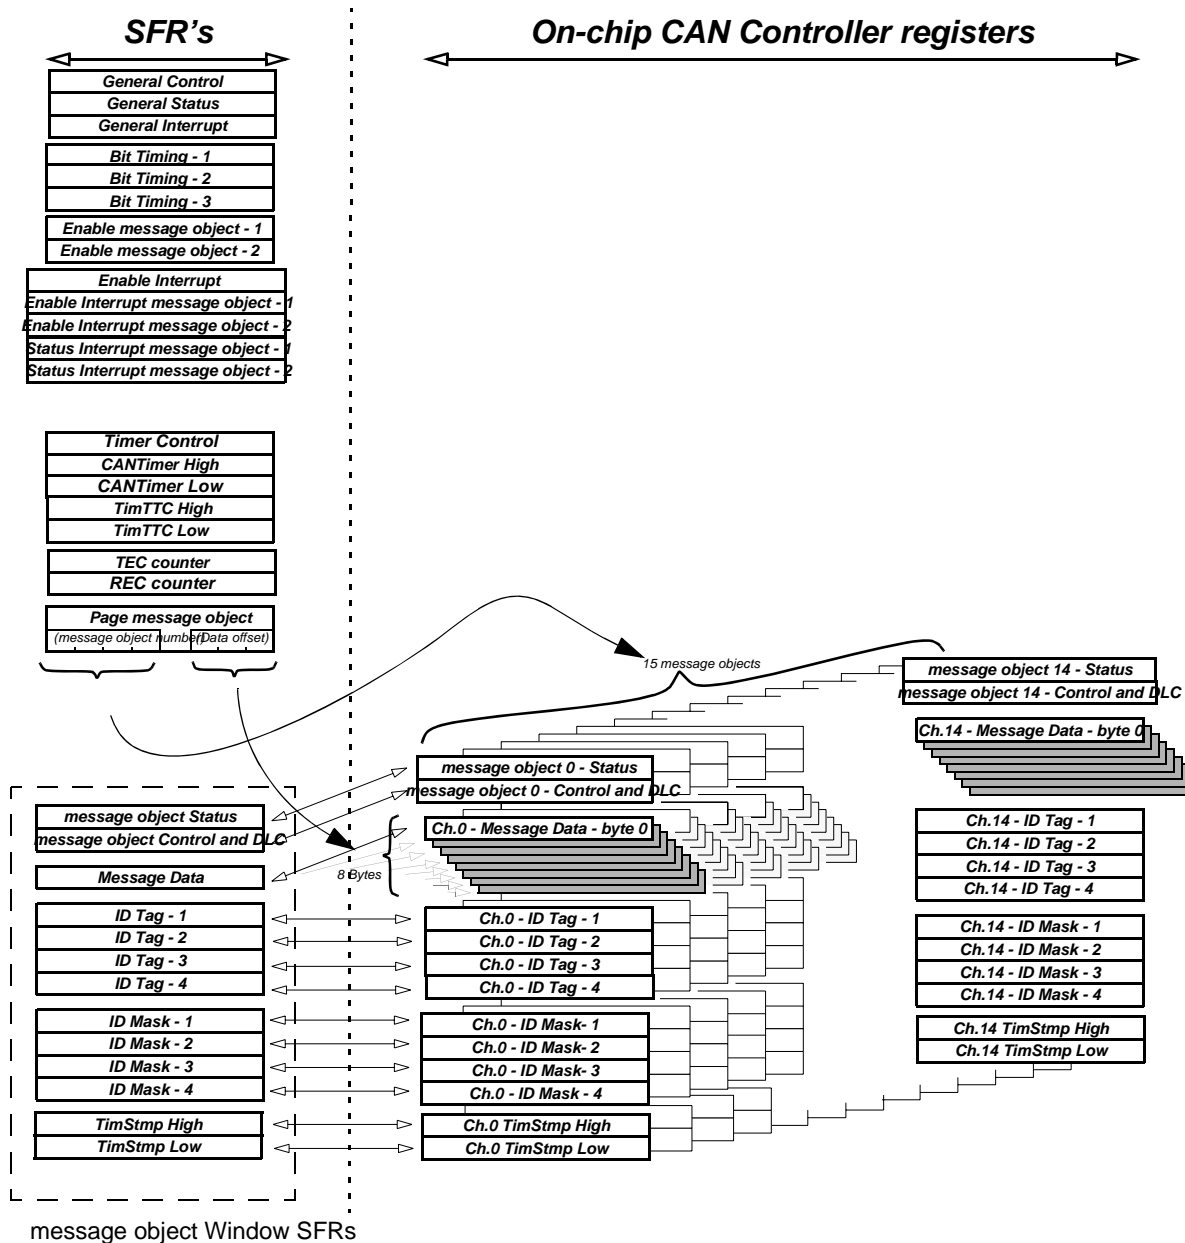 SFR's
On-chip CAN Controller registers
General Control
General Status
General Interrupt
Bit Timing - 1
Bit Timing - 2
Bit Timing - 3
Enable message object - 1
Enable message object - 2
Enable Interrupt
Enable Interrupt message object - 1
Enable Interrupt message object - 2
Status Interrupt message object - 1
Status Interrupt message object - 2
Timer Control
CANTimer High
CANTimer Low
TimTTC High
TimTTC Low
TEC counter
REC counter
Page message object
(message object number)
(Data offset)
15 message objects
message object 14 - Status
message object 14 - Control and DLC
Ch.14 - Message Data - byte 0
Ch.14 - ID Tag - 1
Ch.14 - ID Tag - 2
Ch.14 - ID Tag - 3
Ch.14 - ID Tag - 4
Ch.14 - ID Mask - 1
Ch.14 - ID Mask - 2
Ch.14 - ID Mask - 3
Ch.14 - ID Mask - 4
Ch.14 TimStmp High
Ch.14 TimStmp Low
message object 0 - Status
message object 0 - Control and DLC
Ch.0 - Message Data - byte 0
8 Bytes
Ch.0 - ID Tag - 1
Ch.0 - ID Tag - 2
Ch.0 - ID Tag - 3
Ch.0 - ID Tag - 4
Ch.0 - ID Mask- 1
Ch.0 - ID Mask- 2
Ch.0 - ID Mask- 3
Ch.0 - ID Mask - 4
Ch.0 TimStmp High
Ch.0 TimStmp Low
message object Status
message object Control and DLC
Message Data
ID Tag - 1
ID Tag - 2
ID Tag - 3
ID Tag - 4
ID Mask - 1
ID Mask - 2
ID Mask - 3
ID Mask - 4
TimStmp High
TimStmp Low
message object Window SFRs